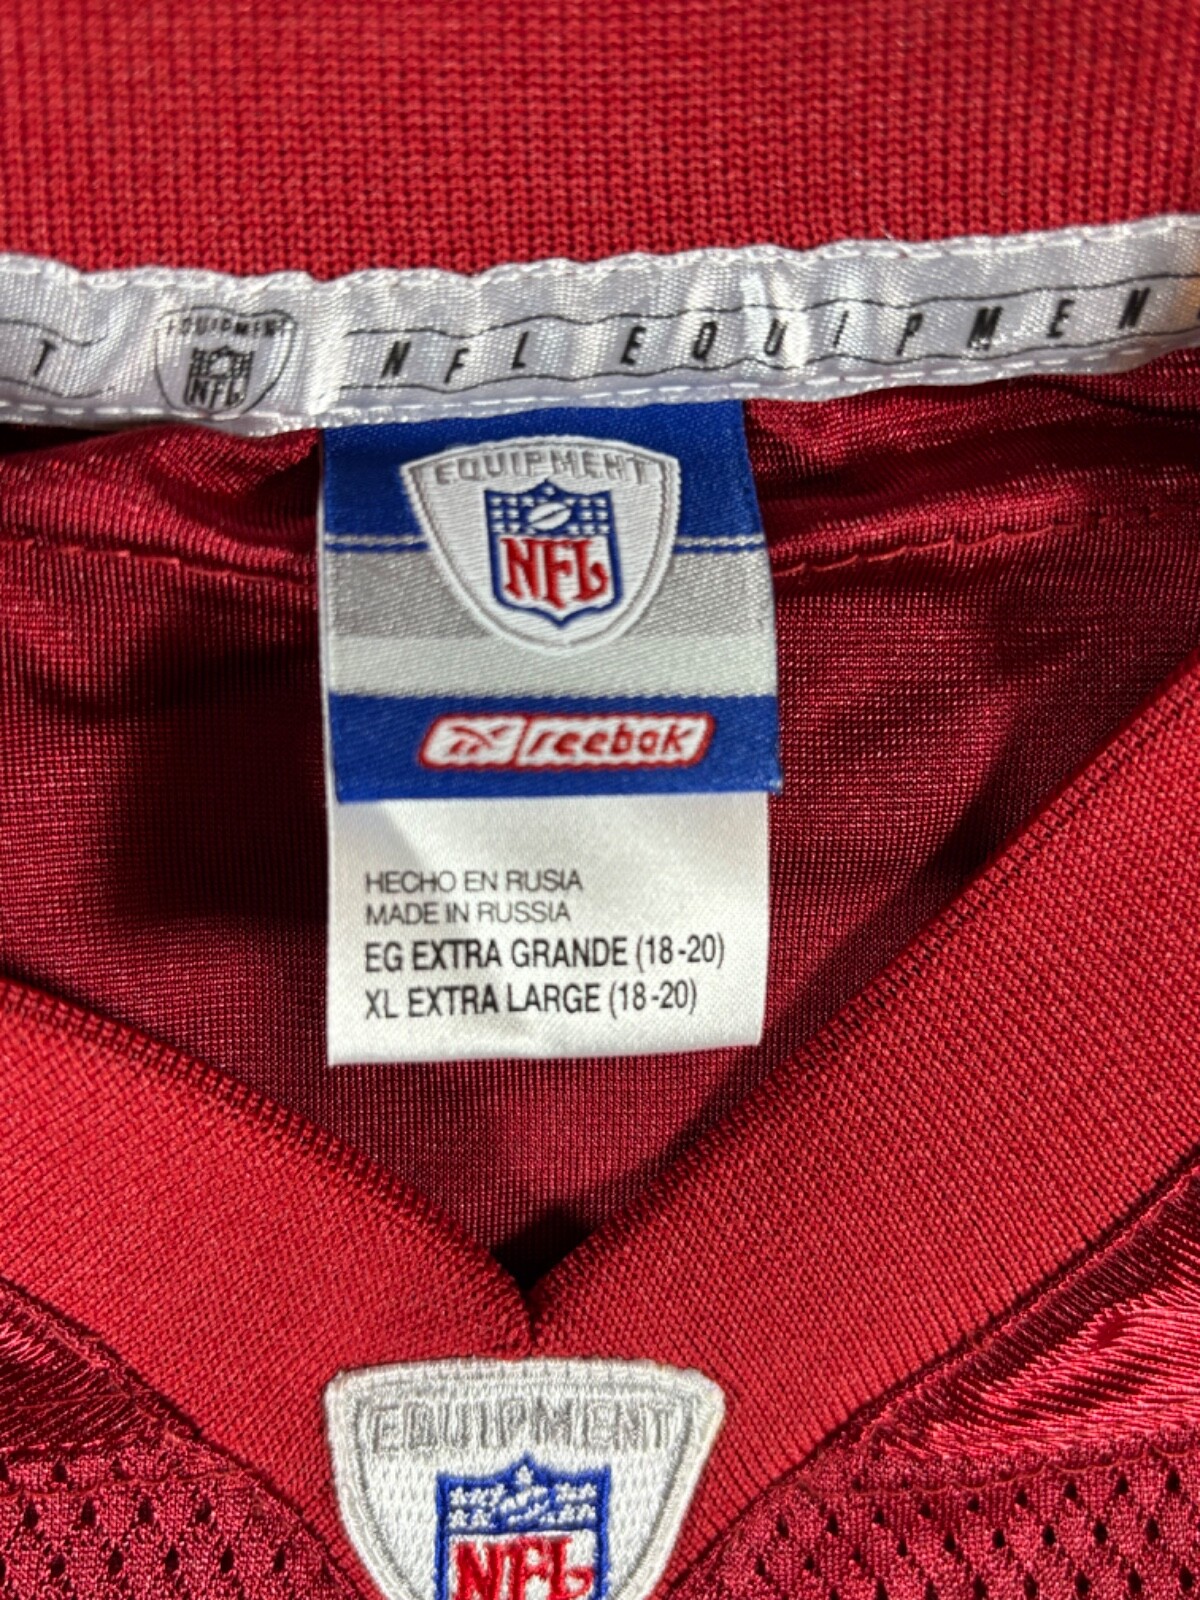 T EQUIPMENT NFL NFL EQUIPMEN
EQUIPMENT
NFL
reebok
HECHO EN RUSIA
MADE IN RUSSIA
EG EXTRA GRANDE (18-20)
XL EXTRA LARGE (18-20)
EQUIPMENT
NFL